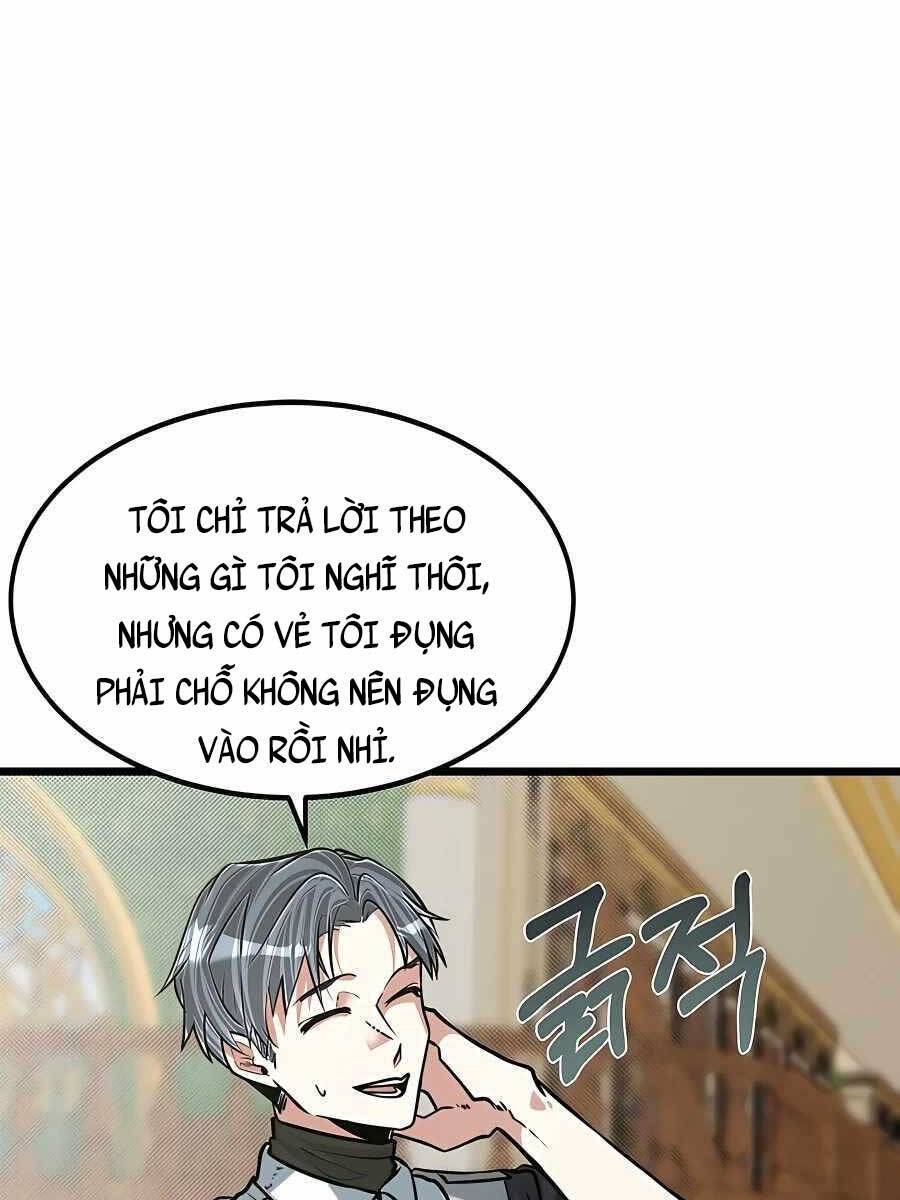 TÔI CHỈ TRẢ LỜI THEO
NHỮNG GÌ TÔI NGHĨ THÔI,
NHƯNG CÓ VẺ TÔI ĐỤNG
PHẢI CHỖ KHÔNG NÊN ĐỤNG
VÀO RỒI NHỈ.
긁적